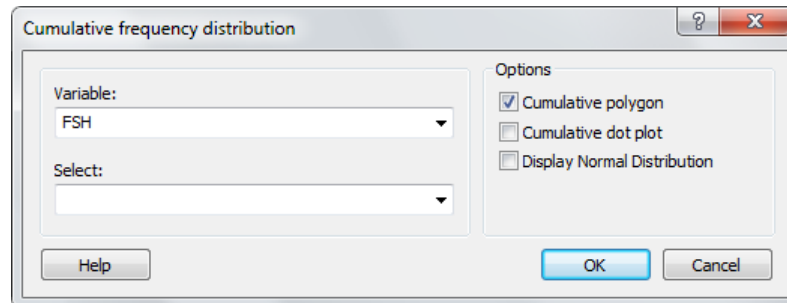 Cumulative frequency distribution
Variable:
FSH
Select:
Options
Cumulative polygon
Cumulative dot plot
Display Normal Distribution
Help
OK
Cancel